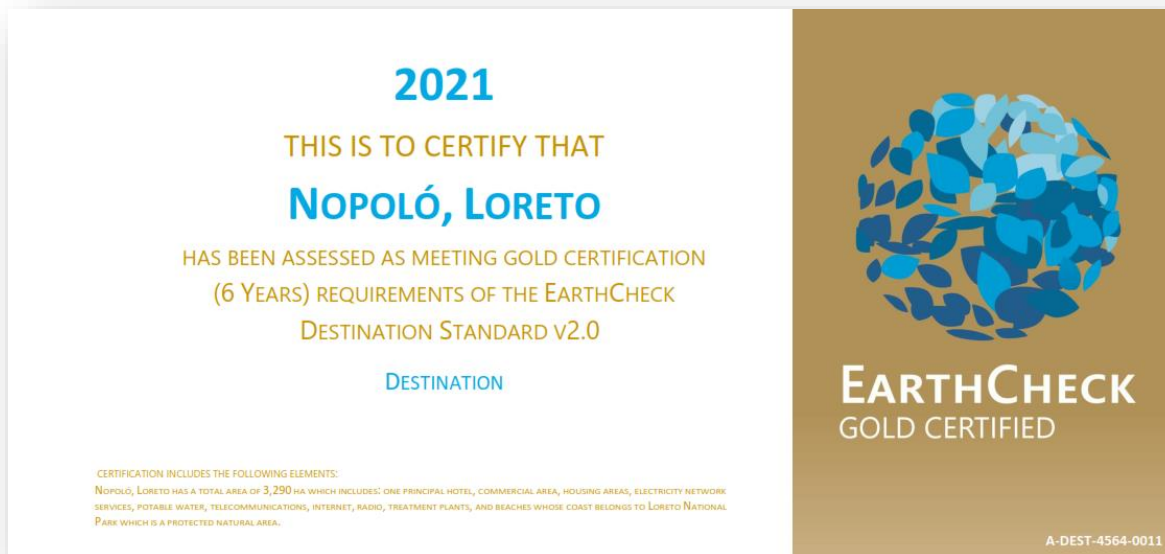 2021
THIS IS TO CERTIFY THAT
NOPOLÓ, LORETO
HAS BEEN ASSESSED AS MEETING GOLD CERTIFICATION
(6 YEARS) REQUIREMENTS OF THE EARTHCHECK
DESTINATION STANDARD V2.0
DESTINATION
CERTIFICATION INCLUDES THE FOLLOWING ELEMENTS:
NOPOLÓ, LORETO HAS A TOTAL AREA OF 3,290 HA WHICH INCLUDES: ONE PRINCIPAL HOTEL, COMMERCIAL AREA, HOUSING AREAS, ELECTRICITY NETWORK
SERVICES, POTABLE WATER, TELECOMMUNICATIONS, INTERNET, RADIO, TREATMENT PLANTS, AND BEACHES WHOSE COAST BELONGS TO LORETO NATIONAL
PARK WHICH IS A PROTECTED NATURAL AREA.
EARTHCHECK
GOLD CERTIFIED
A-DEST-4564-0011